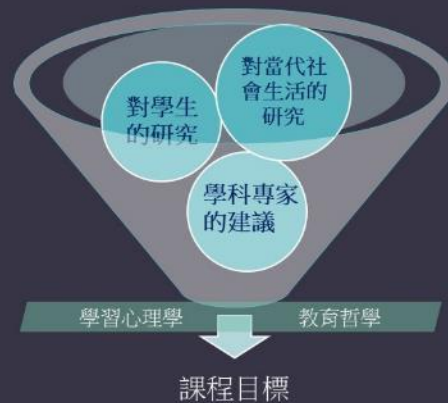 對學生
的研究
對當代社
會生活的
研究
學科專家
的建議
學習心理學
教育哲學
課程目標